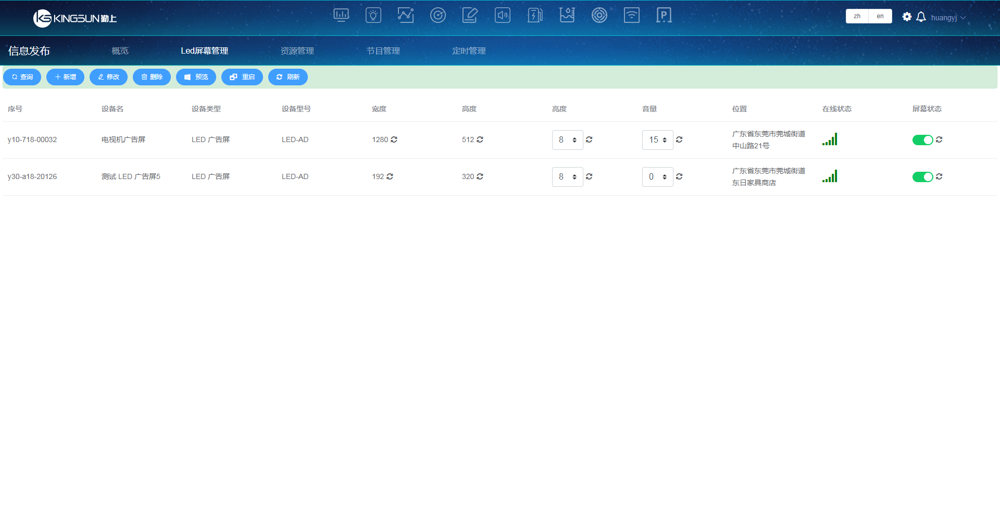 KINGSUN 勤上
zh en huangyj
信息发布 概览 Led屏幕管理 资源管理 节目管理 定时管理
查询 新增 修改 删除 预览 重启 刷新
序号 设备名 设备类型 设备型号 宽度 高度 亮度 音量 位置 在线状态 屏幕状态
y10-718-00032 电视机广告屏 LED 广告屏 LED-AD 1280 512 8 15 广东省东莞市莞城街道
中山路21号
y30-a18-20126 测试 LED 广告屏5 LED 广告屏 LED-AD 192 320 8 0 广东省东莞市莞城街道
东日家具商店